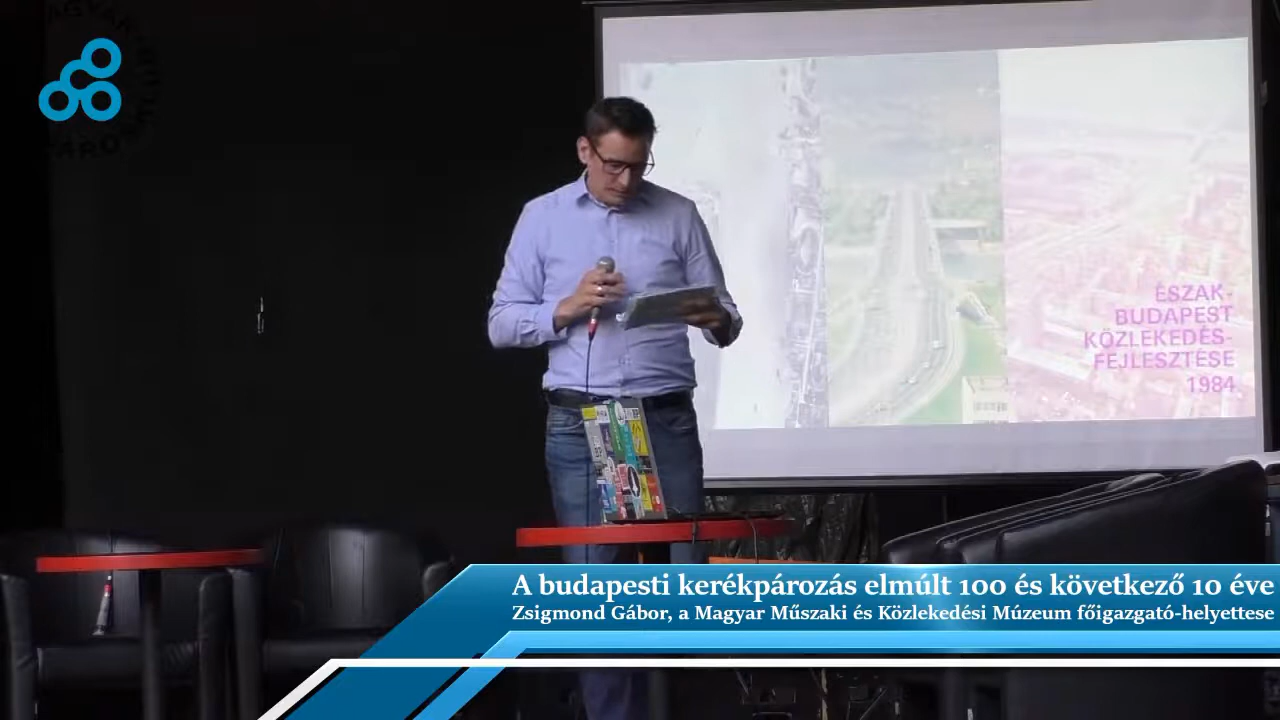 ÉSZAK-
BUDAPEST
KÖZLEKEDÉS-
FEJLESZTÉSE
1984
A budapesti kerékpározás elmúlt 100 és következő 10 éve
Zsigmond Gábor, a Magyar Műszaki és Közlekedési Múzeum főigazgató-helyettese